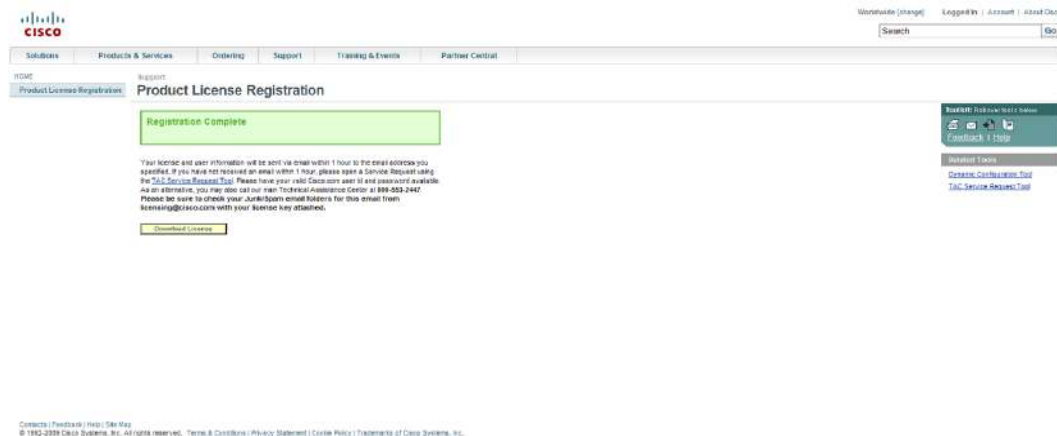 Worldwide [change] Logged In | Account | About Cisco
CISCO
Search Go
Solutions Products & Services Ordering Support Training & Events Partner Central
HOME
Product License Registration
Support
Product License Registration
Registration Complete
Your license and user information will be sent via email within 1 hour to the email address you
specified. If you have not received an email within 1 hour, please open a Service Request using
the TAC Service Request Tool. Please have your valid Cisco.com user Id and password available.
As an alternative, you may also call our main Technical Assistance Center at 800-553-2447.
Please be sure to check your Junk/Spam email folders for this email from
licensing@cisco.com with your license key attached.
Download License
Toolkit: Roll over tools below
Feedback | Help
Related Tools
Dynamic Configuration Tool
TAC Service Request Tool
Contacts | Feedback | Help | Site Map
© 1992-2009 Cisco Systems, Inc. All rights reserved. Terms & Conditions | Privacy Statement | Cookie Policy | Trademarks of Cisco Systems, Inc.